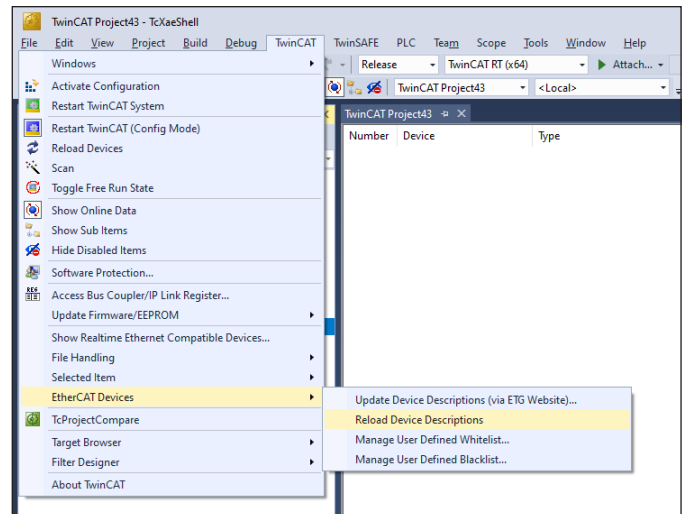 TwinCAT Project43 - TcXaeShell
File Edit View Project Build Debug TwinCAT TwinSAFE PLC Team Scope Tools Window Help
Release TwinCAT RT (x64) Attach...
TwinCAT Project43 <Local>
TwinCAT Project43
Number Device Type
Windows
Activate Configuration
Restart TwinCAT System
Restart TwinCAT (Config Mode)
Reload Devices
Scan
Toggle Free Run State
Show Online Data
Show Sub Items
Hide Disabled Items
Software Protection...
REG
Access Bus Coupler/IP Link Register...
Update Firmware/EEPROM
Show Realtime Ethernet Compatible Devices...
File Handling
Selected Item
EtherCAT Devices
TcProjectCompare
Target Browser
Filter Designer
About TwinCAT
Update Device Descriptions (via ETG Website)...
Reload Device Descriptions
Manage User Defined Whitelist...
Manage User Defined Blacklist...